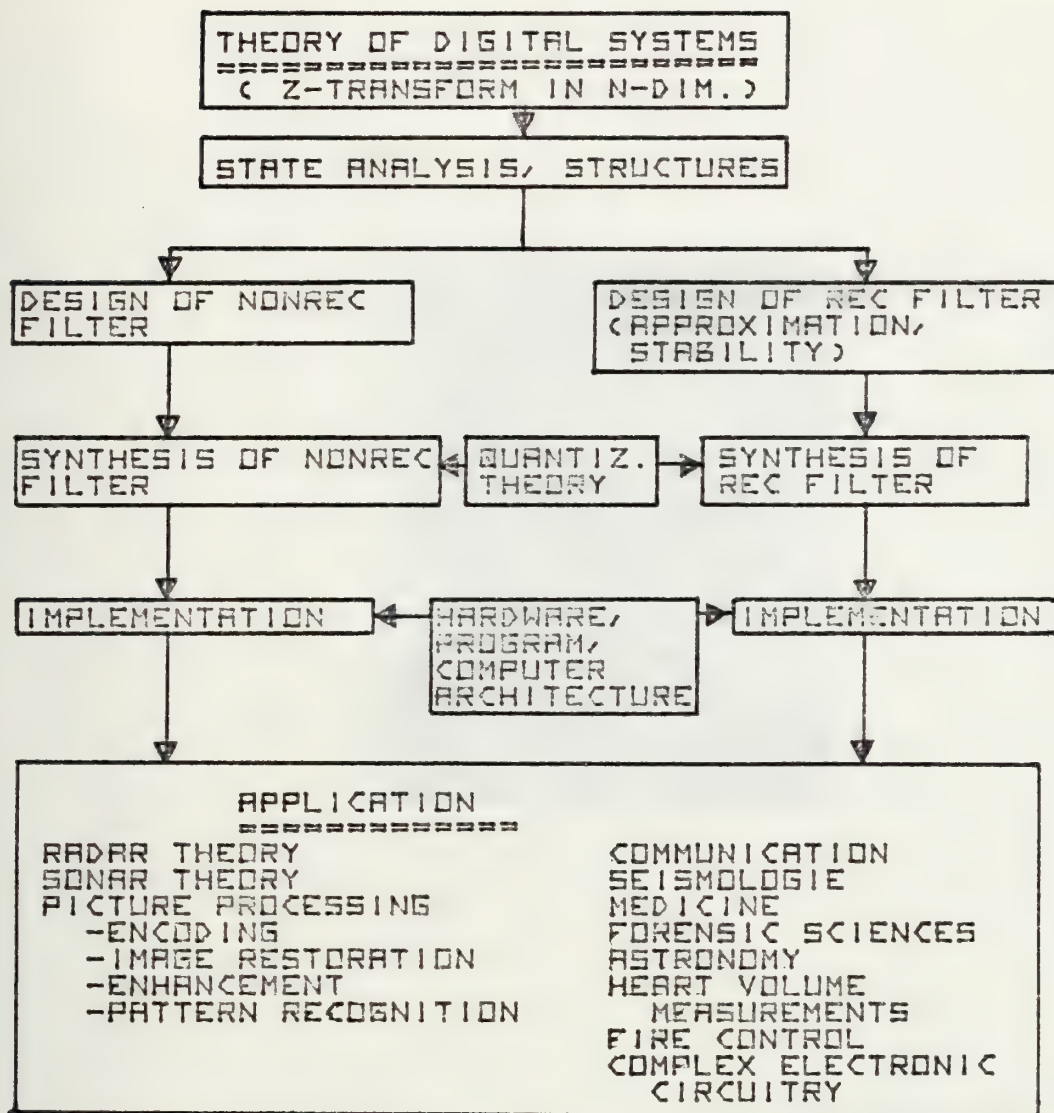 THEORY OF DIGITAL SYSTEMS
( Z-TRANSFORM IN N-DIM.)
STATE ANALYSIS, STRUCTURES
DESIGN OF NONREC
FILTER
DESIGN OF REC FILTER
(APPROXIMATION,
STABILITY)
SYNTHESIS OF NONREC
FILTER
QUANTIZ.
THEORY
SYNTHESIS OF
REC FILTER
IMPLEMENTATION
HARDWARE,
PROGRAM,
COMPUTER
ARCHITECTURE
IMPLEMENTATION
APPLICATION
RADAR THEORY
SONAR THEORY
PICTURE PROCESSING
-ENCODING
-IMAGE RESTORATION
-ENHANCEMENT
-PATTERN RECOGNITION
COMMUNICATION
SEISMOLOGIE
MEDICINE
FORENSIC SCIENCES
ASTRONOMY
HEART VOLUME
MEASUREMENTS
FIRE CONTROL
COMPLEX ELECTRONIC
CIRCUITRY